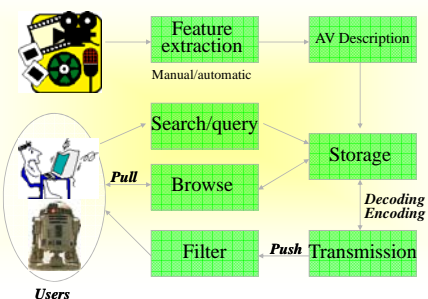 Feature
extraction
AV Description
Manual/automatic
Search/query
Storage
Pull
Browse
Decoding
Encoding
Filter
Push
Transmission
Users